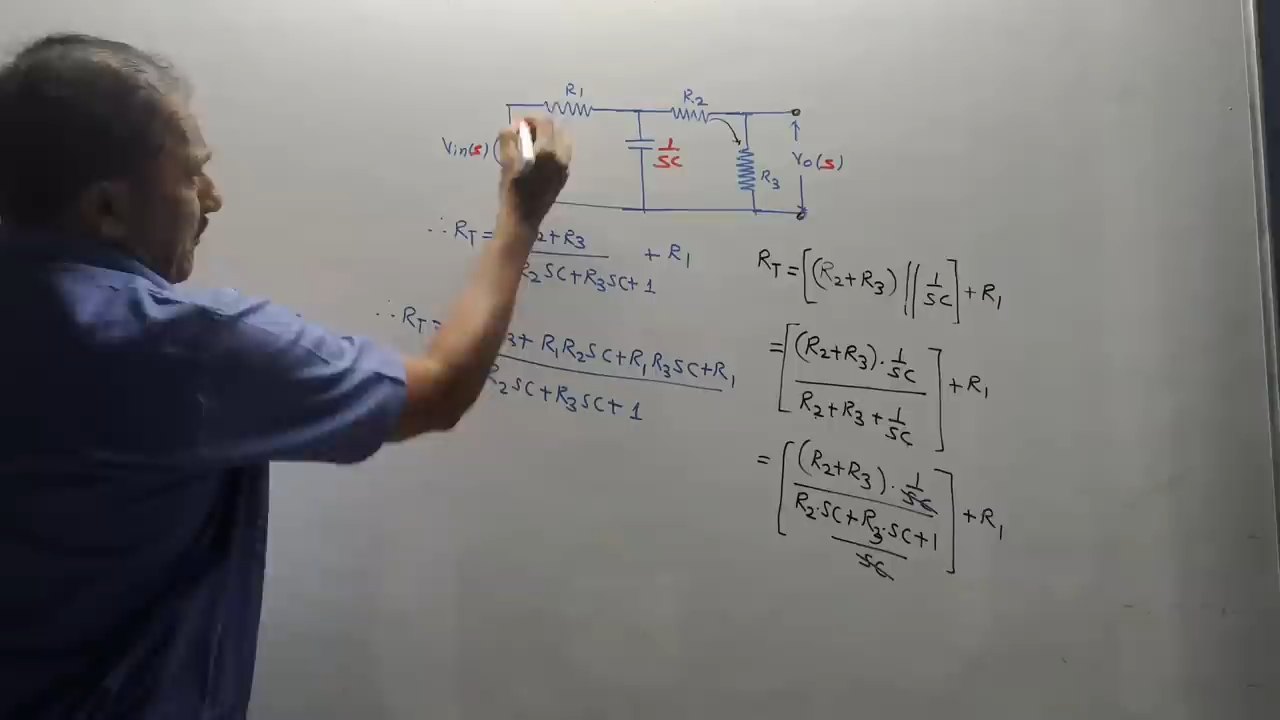 R1
R2
Vin(s)
1/SC
R3
Vo(s)
∴ RT = 2+R3 / R2SC+R3SC+1 + R1
∴ RT = 3+R1R2SC+R1R3SC+R1 / R2SC+R3SC+1
RT = [(R2+R3) || 1/SC] + R1
= [(R2+R3)·1/SC / R2+R3+1/SC] + R1
= [(R2+R3)·1/SC / R2·SC+R3·SC+1 / SC] + R1